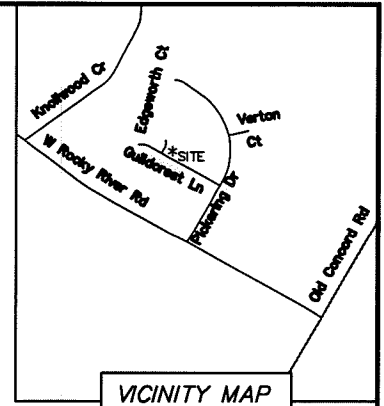 Knollwood Cr
Edgeworth Ct
Verton
Ct
W Rocky River Rd
*SITE
Guildcrest Ln
Pickering Dr
Old Concord Rd
VICINITY MAP